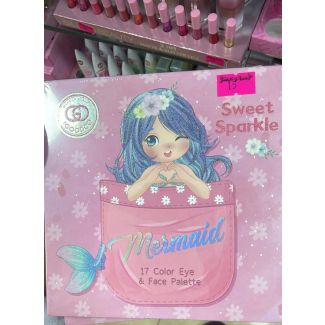 Sweet
Sparkle
Mermaid
17 Color Eye
& Face Palette